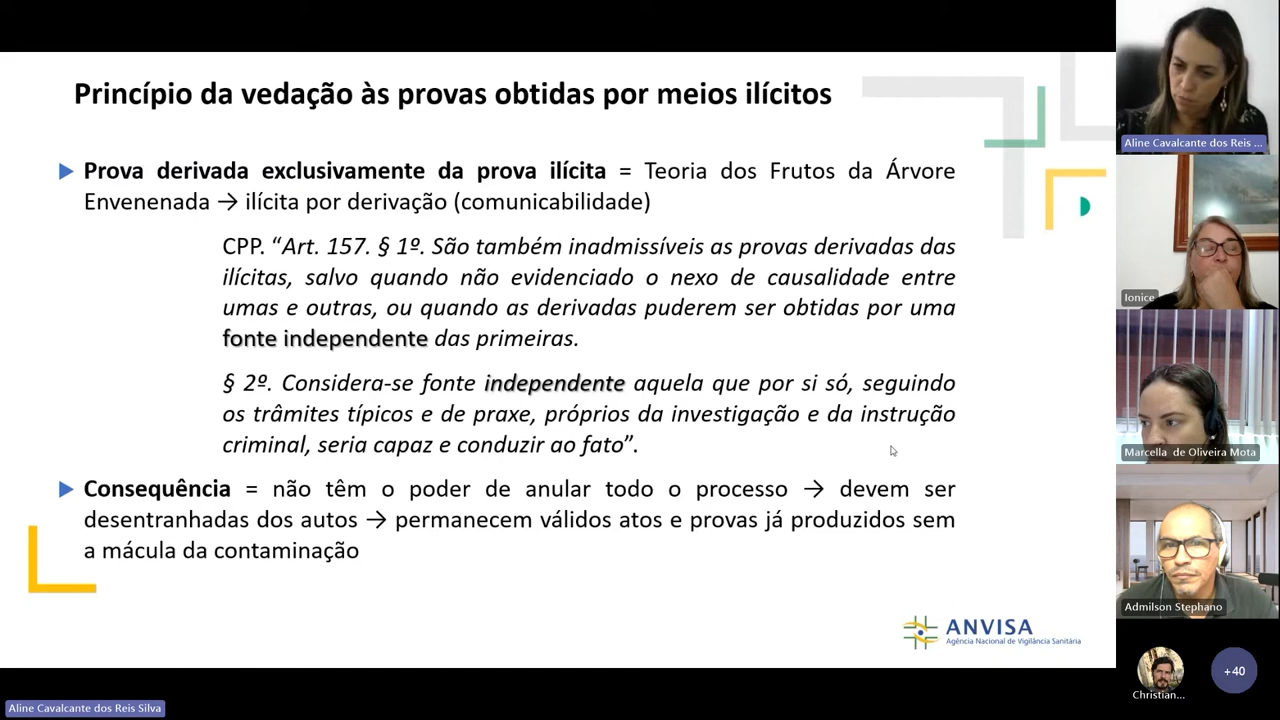 Princípio da vedação às provas obtidas por meios ilícitos
Prova derivada exclusivamente da prova ilícita = Teoria dos Frutos da Árvore
Envenenada → ilícita por derivação (comunicabilidade)
CPP. “Art. 157. § 1º. São também inadmissíveis as provas derivadas das
ilícitas, salvo quando não evidenciado o nexo de causalidade entre
umas e outras, ou quando as derivadas puderem ser obtidas por uma
fonte independente das primeiras.
§ 2º. Considera-se fonte independente aquela que por si só, seguindo
os trâmites típicos e de praxe, próprios da investigação e da instrução
criminal, seria capaz e conduzir ao fato”.
Consequência = não têm o poder de anular todo o processo → devem ser
desentranhadas dos autos → permanecem válidos atos e provas já produzidos sem
a mácula da contaminação
ANVISA
Agência Nacional de Vigilância Sanitária
Aline Cavalcante dos Reis ...
Ionice
Marcella de Oliveira Mota
Admilson Stephano
Christian...
+40
Aline Cavalcante dos Reis Silva